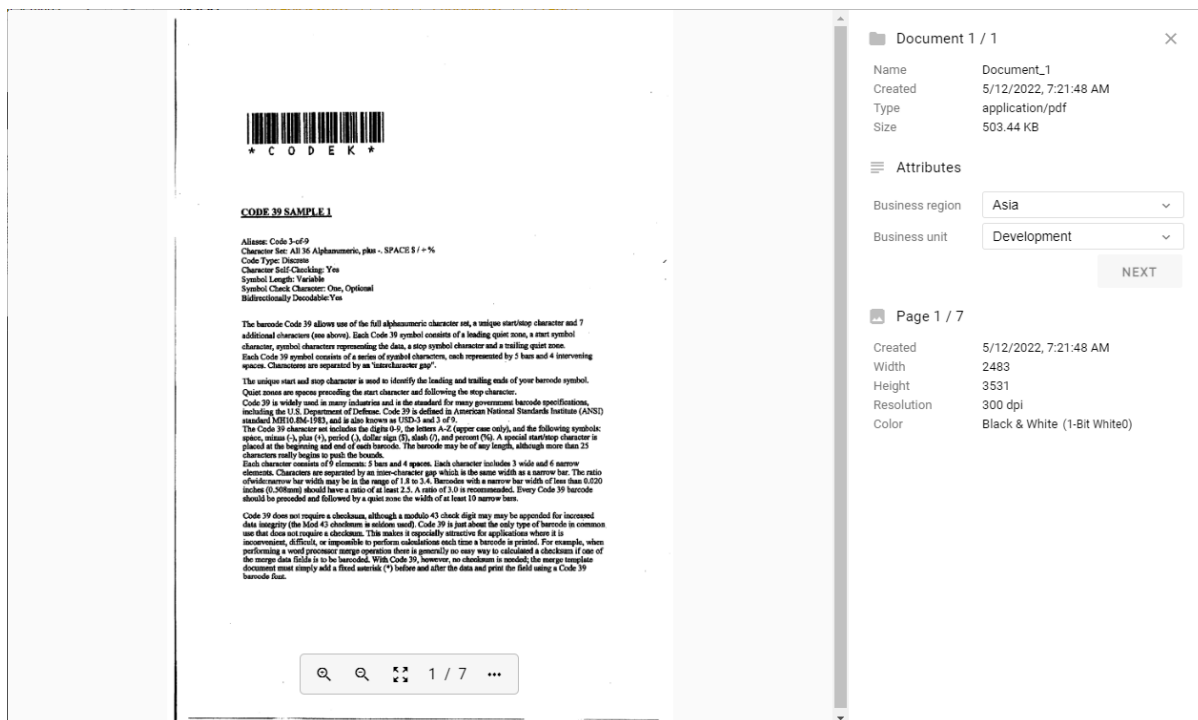 * C O D E K *
CODE 39 SAMPLE 1
Aliases: Code 3-of-9
Character Set: All 36 Alphanumeric, plus -. SPACE $ / + %
Code Type: Discrete
Character Self-Checking: Yes
Symbol Length: Variable
Symbol Check Character: One, Optional
Bidirectionally Decodable:Yes
The barcode Code 39 allows use of the full alphanumeric character set, a unique start/stop character and 7
additional characters (see above). Each Code 39 symbol consists of a leading quiet zone, a start symbol
character, symbol characters representing the data, a stop symbol character and a trailing quiet zone.
Each Code 39 symbol consists of a series of symbol characters, each represented by 5 bars and 4 intervening
spaces. Characteres are separated by an "intercharacter gap".
The unique start and stop character is used to identify the leading and trailing ends of your barcode symbol.
Quiet zones are spaces preceding the start character and following the stop character.
Code 39 is widely used in many industries and is the standard for many government barcode specifications,
including the U.S. Department of Defense. Code 39 is defined in American National Standards Institute (ANSI)
standard MH10.8M-1983, and is also known as USD-3 and 3 of 9.
The Code 39 character set includes the digits 0-9, the letters A-Z (upper case only), and the following symbols:
space, minus (-), plus (+), period (.), dollar sign ($), slash (/), and percent (%). A special start/stop character is
placed at the beginning and end of each barcode. The barcode may be of any length, although more than 25
characters really begins to push the bounds.
Each character consists of 9 elements: 5 bars and 4 spaces. Each character includes 3 wide and 6 narrow
elements. Characters are separated by an inter-character gap which is the same width as a narrow bar. The ratio
ofwide:narrow bar width may be in the range of 1.8 to 3.4. Barcodes with a narrow bar width of less than 0.020
inches (0.508mm) should have a ratio of at least 2.5. A ratio of 3.0 is recommended. Every Code 39 barcode
should be preceded and followed by a quiet zone the width of at least 10 narrow bars.
Code 39 does not require a checksum, although a modulo 43 check digit may may be appended for increased
data integrity (the Mod 43 checksum is seldom used). Code 39 is just about the only type of barcode in common
use that does not require a checksum. This makes it especially attractive for applications where it is
inconvenient, difficult, or impossible to perform calculations each time a barcode is printed. For example, when
performing a word processor merge operation there is generally no easy way to calculated a checksum if one of
the merge data fields is to be barcoded. With Code 39, however, no checksum is needed; the merge template
document must simply add a fixed asterisk (*) before and after the data and print the field using a Code 39
barcode font.
1 / 7
Document 1 / 1
Name Document_1
Created 5/12/2022, 7:21:48 AM
Type application/pdf
Size 503.44 KB
Attributes
Business region Asia
Business unit Development
NEXT
Page 1 / 7
Created 5/12/2022, 7:21:48 AM
Width 2483
Height 3531
Resolution 300 dpi
Color Black & White (1-Bit White0)